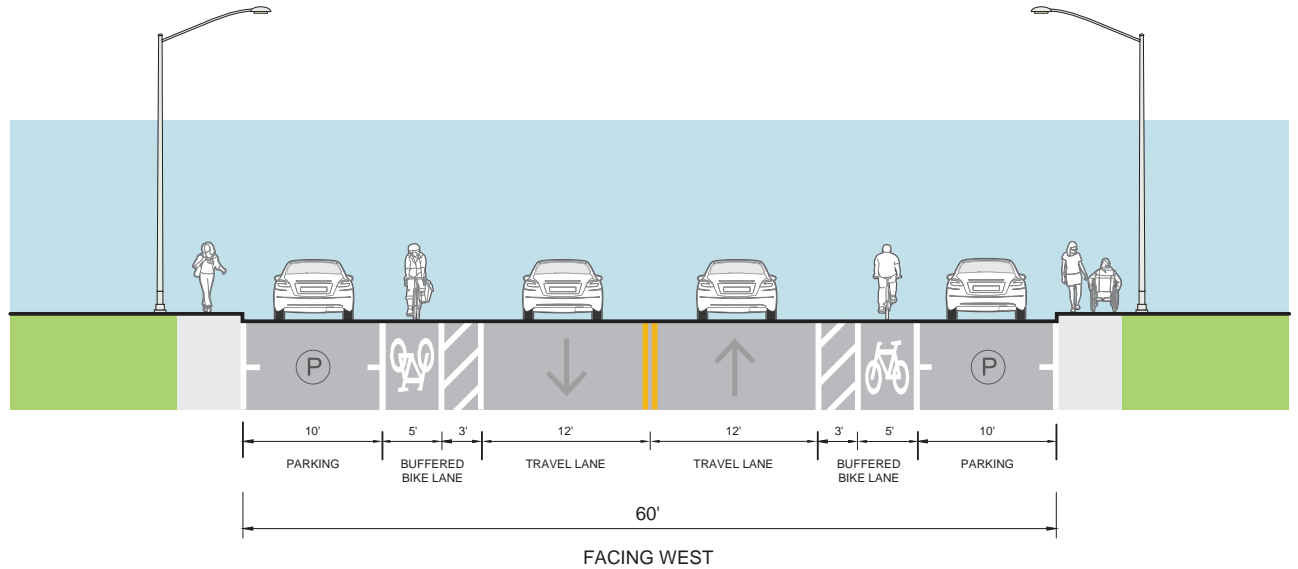 P
P
10'
5'
3'
12'
12'
3'
5'
10'
PARKING
BUFFERED
BIKE LANE
TRAVEL LANE
TRAVEL LANE
BUFFERED
BIKE LANE
PARKING
60'
FACING WEST